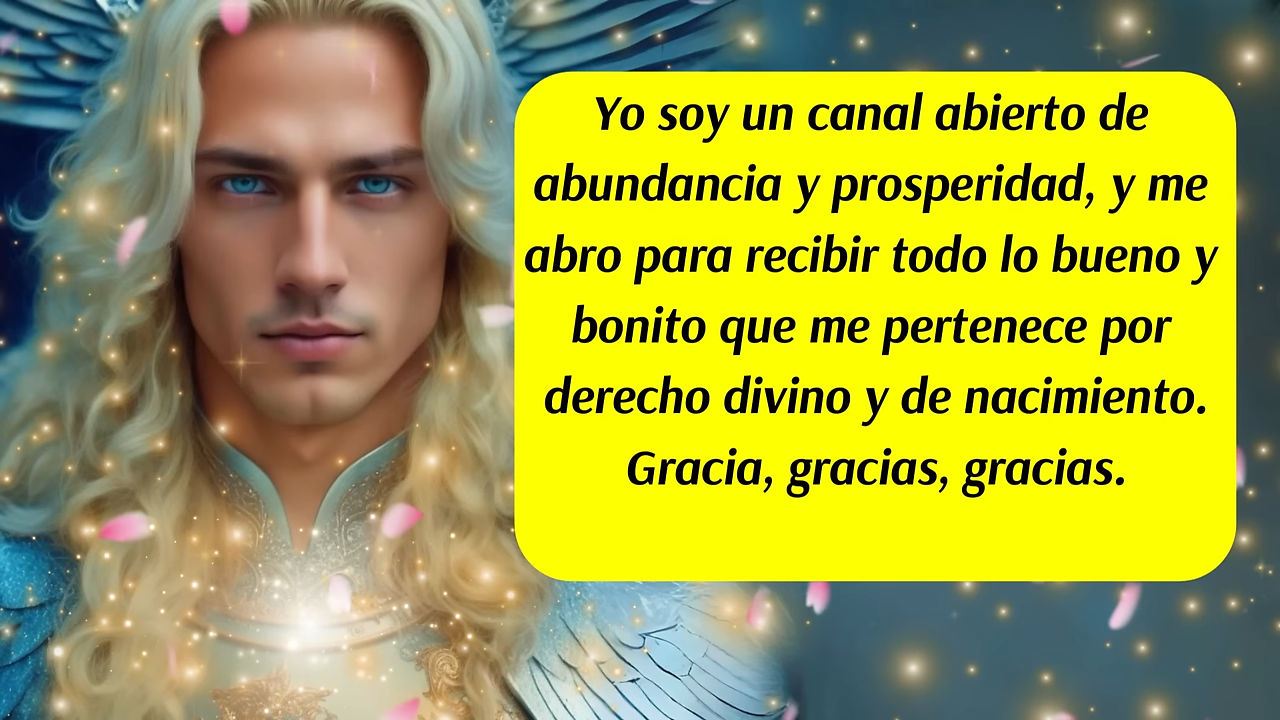 Yo soy un canal abierto de
abundancia y prosperidad, y me
abro para recibir todo lo bueno y
bonito que me pertenece por
derecho divino y de nacimiento.
Gracia, gracias, gracias.